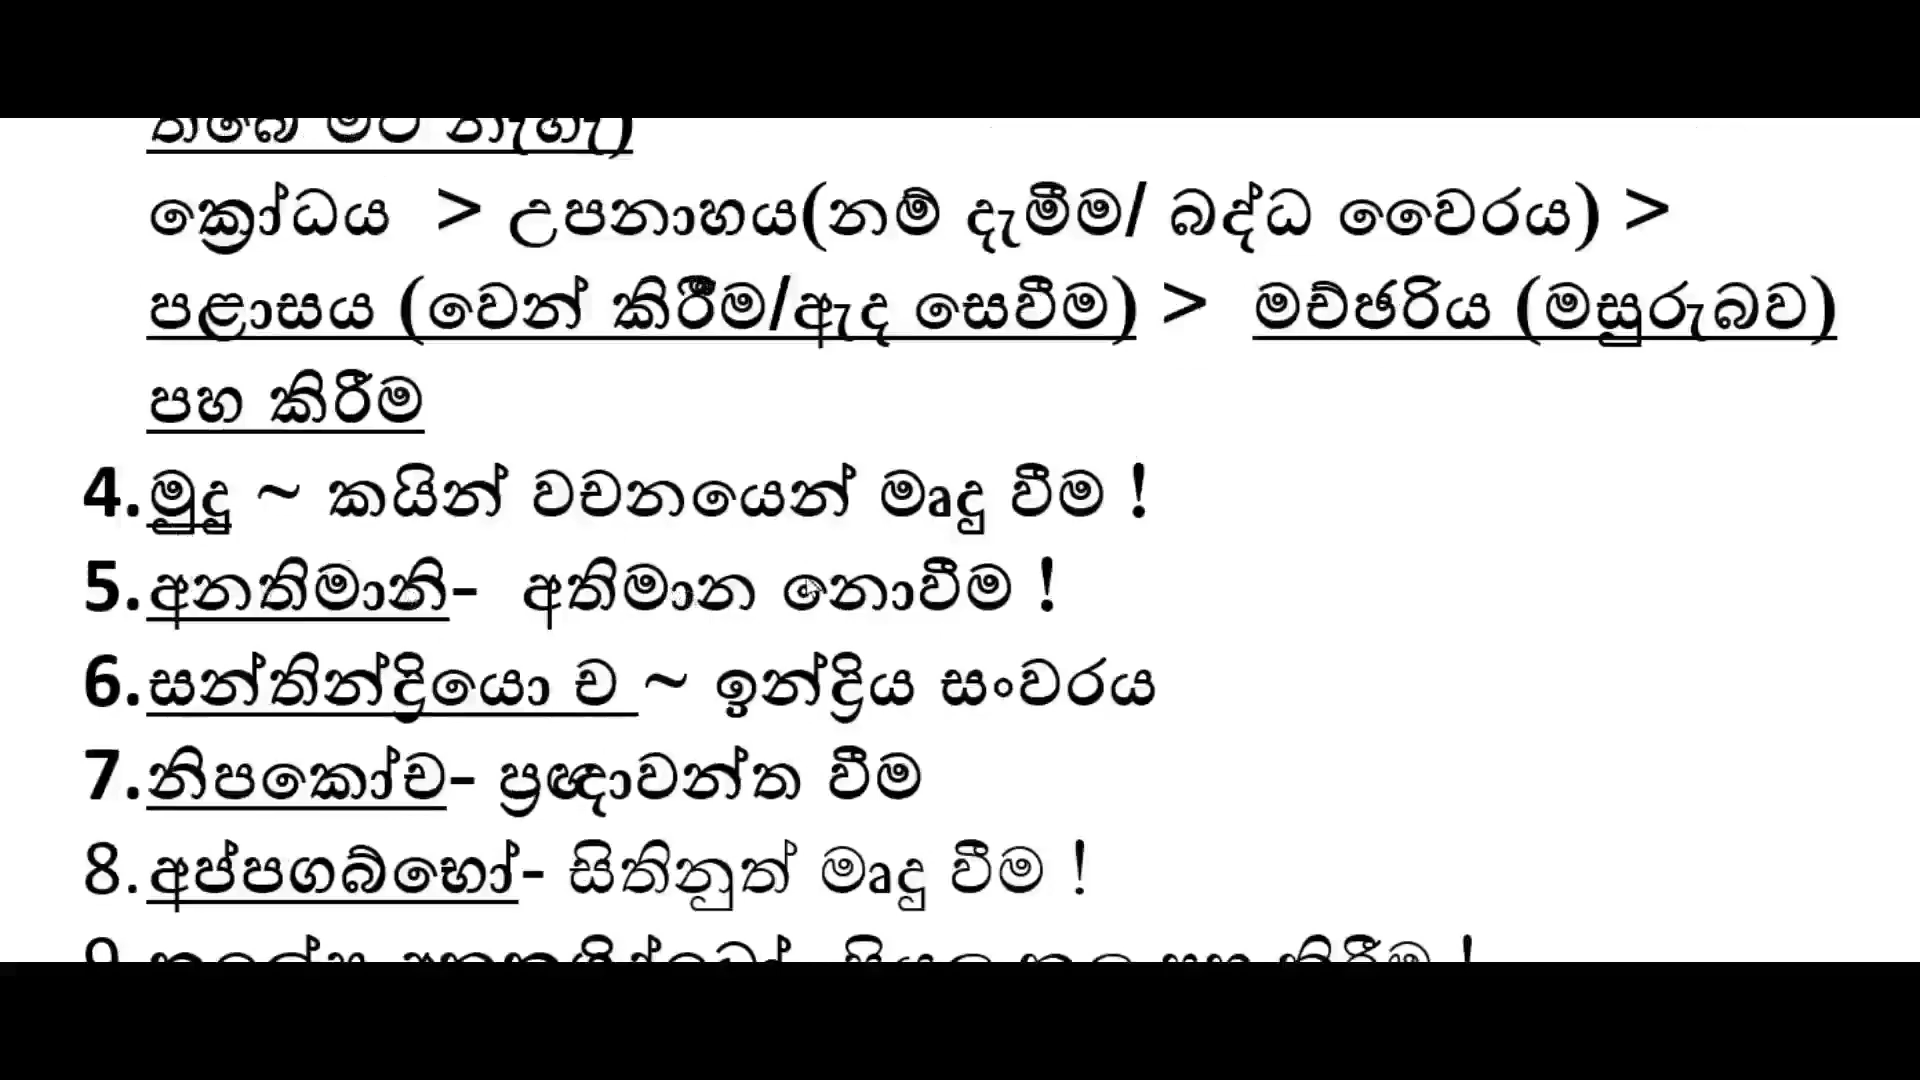 තිබේ මට නැහැ)
ක්‍රෝධය > උපනාහය(නම් දැමීම/ බද්ධ වෛරය) >
පළාසය (වෙන් කිරීම/ඇද සෙවීම) > මච්ඡරිය (මසුරුබව)
පහ කිරීම
4.මුදු ~ කයින් වචනයෙන් මෘදු වීම !
5.අනතිමානි- අතිමාන නොවීම !
6.සන්තින්ද්‍රියො ච ~ ඉන්ද්‍රිය සංවරය
7.නිපකෝච- ප්‍රඥාවන්ත වීම
8.අප්පගබ්භෝ- සිතිනුත් මෘදු වීම !